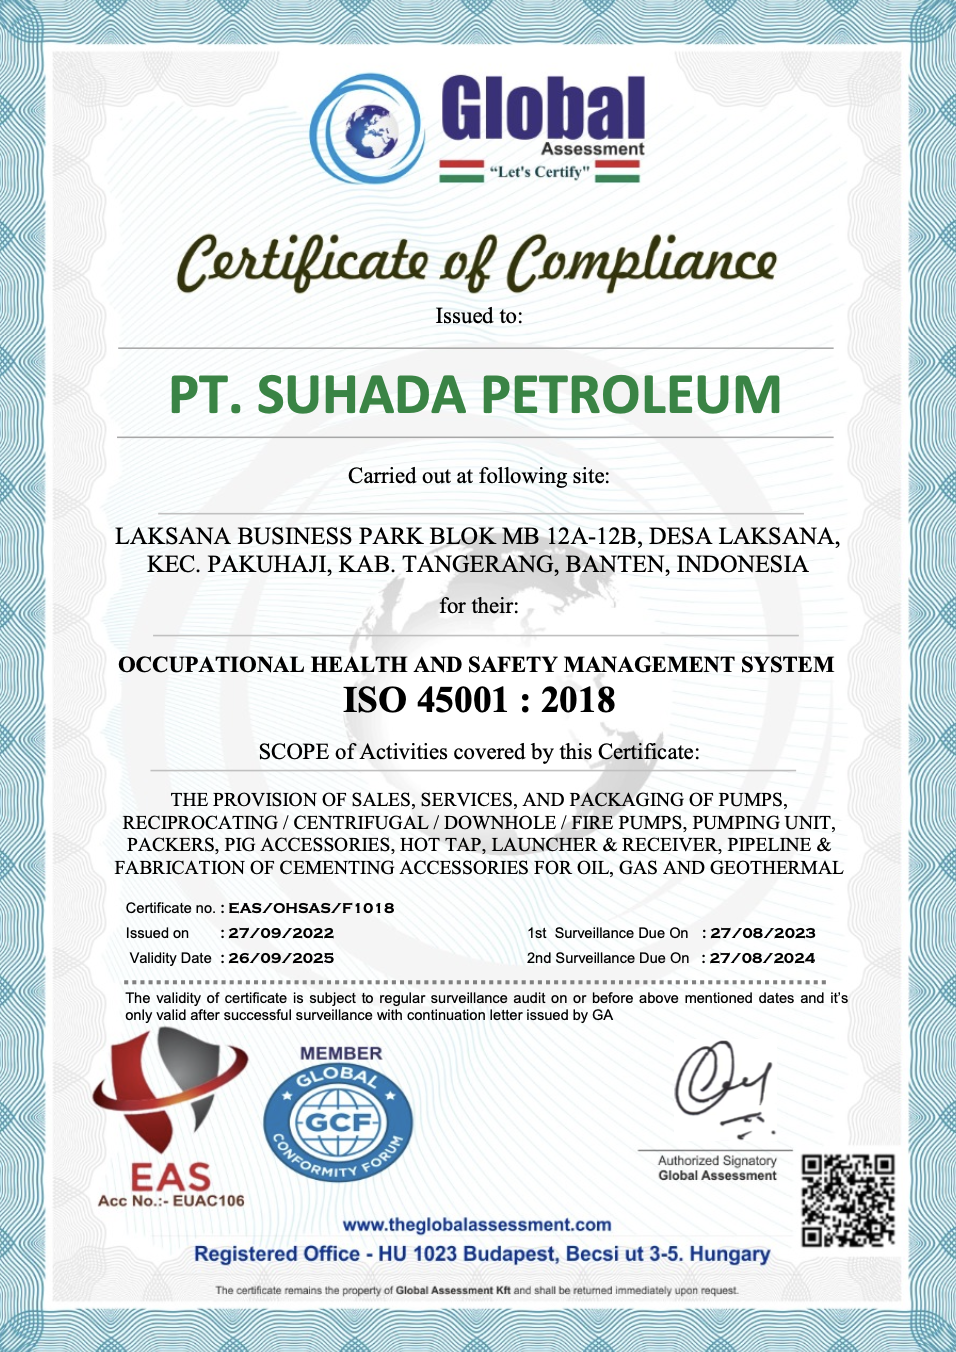 Global
Assessment
“Let's Certify"
Certificate of Compliance
Issued to:
PT. SUHADA PETROLEUM
Carried out at following site:
LAKSANA BUSINESS PARK BLOK MB 12A-12B, DESA LAKSANA,
KEC. PAKUHAJI, KAB. TANGERANG, BANTEN, INDONESIA
for their:
OCCUPATIONAL HEALTH AND SAFETY MANAGEMENT SYSTEM
ISO 45001 : 2018
SCOPE of Activities covered by this Certificate:
THE PROVISION OF SALES, SERVICES, AND PACKAGING OF PUMPS,
RECIPROCATING / CENTRIFUGAL / DOWNHOLE / FIRE PUMPS, PUMPING UNIT,
PACKERS, PIG ACCESSORIES, HOT TAP, LAUNCHER & RECEIVER, PIPELINE &
FABRICATION OF CEMENTING ACCESSORIES FOR OIL, GAS AND GEOTHERMAL
Certificate no. : EAS/OHSAS/F1018
Issued on : 27/09/2022 1st Surveillance Due On : 27/08/2023
Validity Date : 26/09/2025 2nd Surveillance Due On : 27/08/2024
The validity of certificate is subject to regular surveillance audit on or before above mentioned dates and it's
only valid after successful surveillance with continuation letter issued by GA
EAS
Acc No.:- EUAC106
MEMBER
GLOBAL
GCF
CONFORMITY FORUM
Authorized Signatory
Global Assessment
www.theglobalassessment.com
Registered Office - HU 1023 Budapest, Becsi ut 3-5. Hungary
The certificate remains the property of Global Assessment Kft and shall be returned immediately upon request.